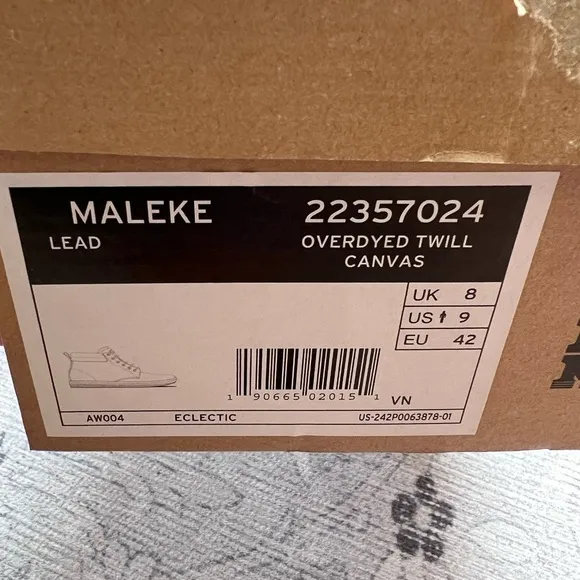 MALEKE 22357024
LEAD OVERDYED TWILL
CANVAS
UK 8
US 9
EU 42
1 90665 02015 1 VN
AW004 ECLECTIC US-242P0063878-01